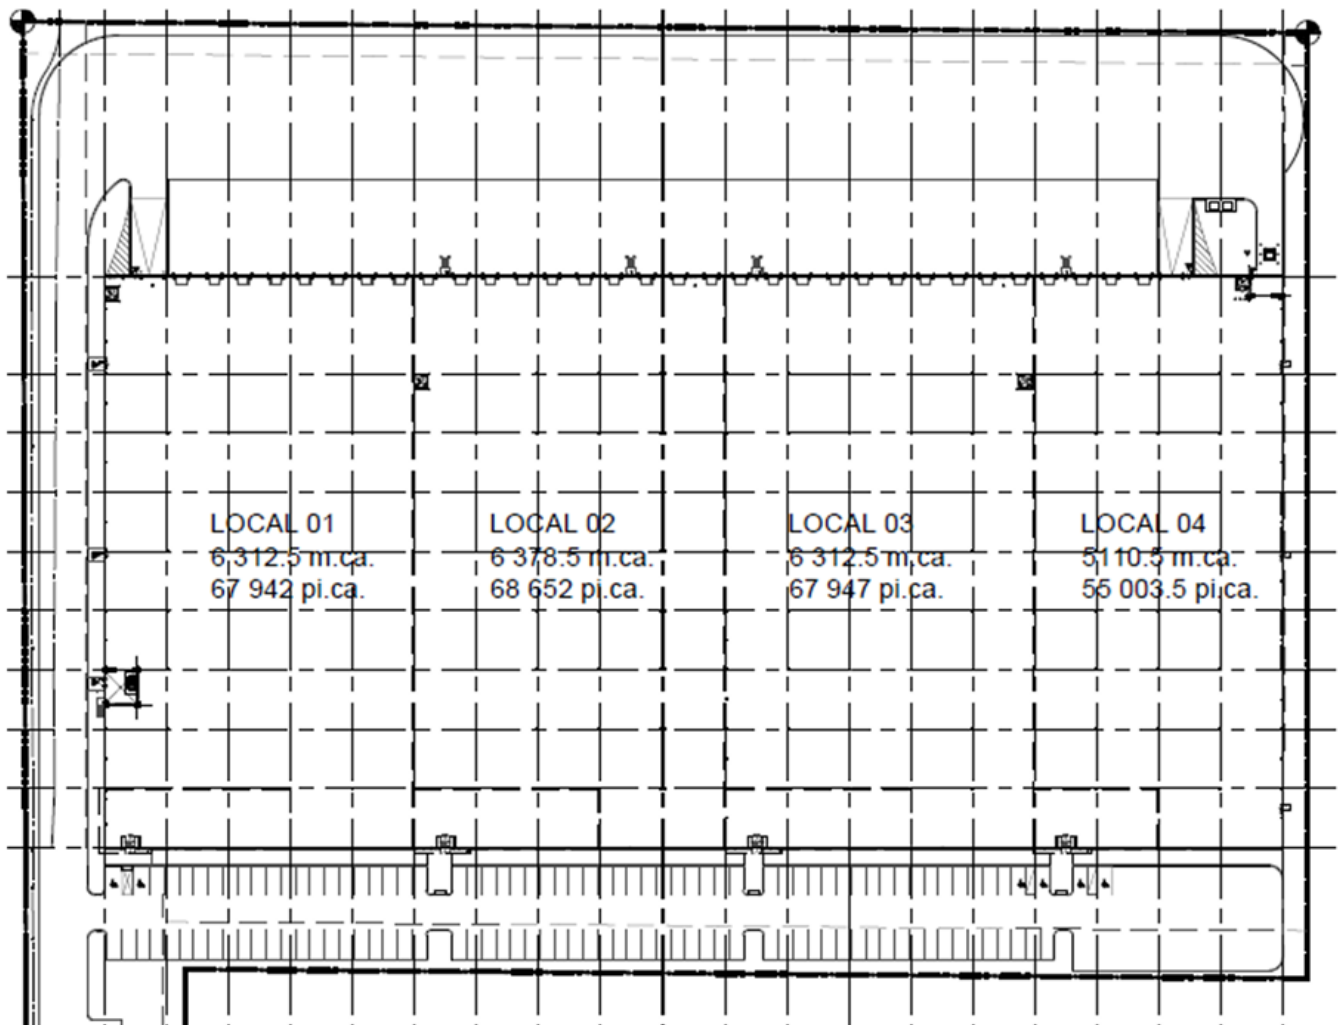 LOCAL 01
6 312.5 m.ca.
67 942 pi.ca.
LOCAL 02
6 378.5 m.ca.
68 652 pi.ca.
LOCAL 03
6 312.5 m.ca.
67 947 pi.ca.
LOCAL 04
5110.5 m.ca.
55 003.5 pi.ca.